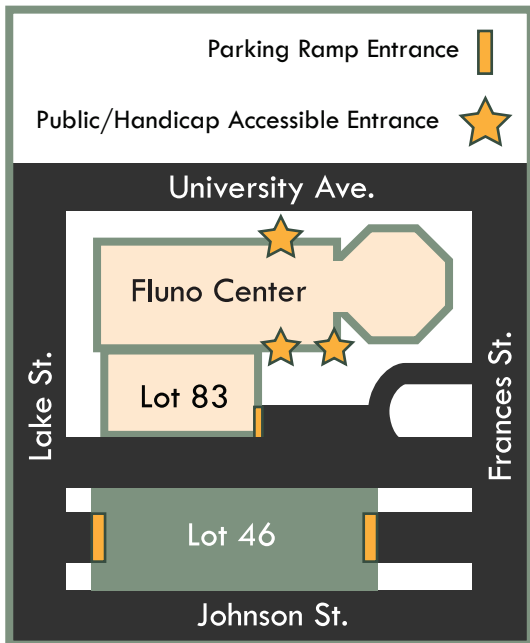 Parking Ramp Entrance
Public/Handicap Accessible Entrance
University Ave.
Fluno Center
Lot 83
Lake St.
Frances St.
Lot 46
Johnson St.